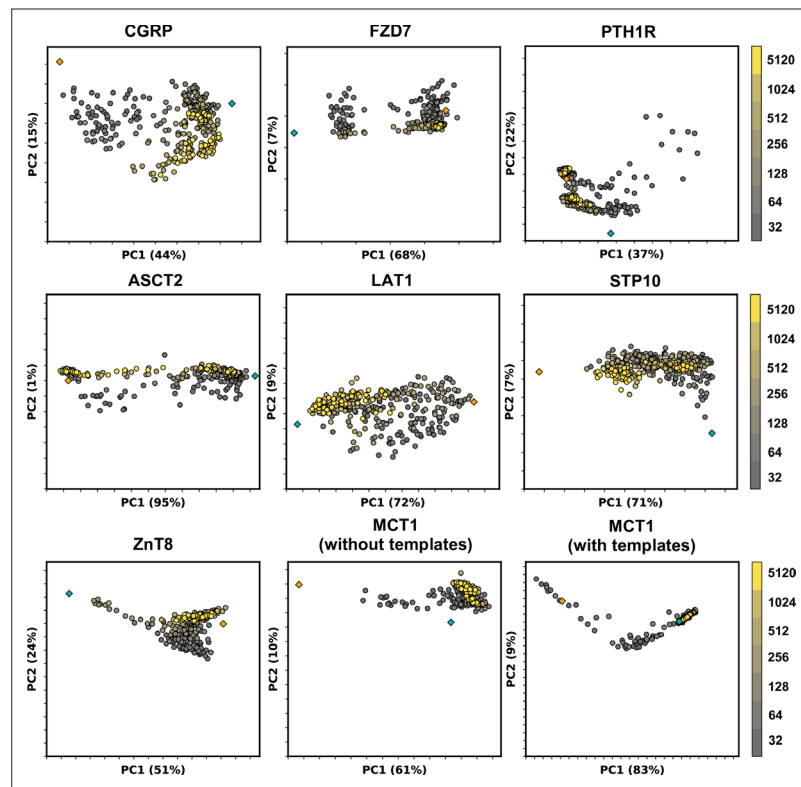 CGRP
FZD7
PTH1R
PC2 (15%)
PC1 (44%)
PC2 (7%)
PC1 (68%)
PC2 (22%)
PC1 (37%)
5120
1024
512
256
128
64
32
ASCT2
LAT1
STP10
PC2 (1%)
PC1 (95%)
PC2 (9%)
PC1 (72%)
PC2 (7%)
PC1 (71%)
5120
1024
512
256
128
64
32
ZnT8
MCT1
(without templates)
MCT1
(with templates)
PC2 (24%)
PC1 (51%)
PC2 (10%)
PC1 (61%)
PC2 (9%)
PC1 (83%)
5120
1024
512
256
128
64
32